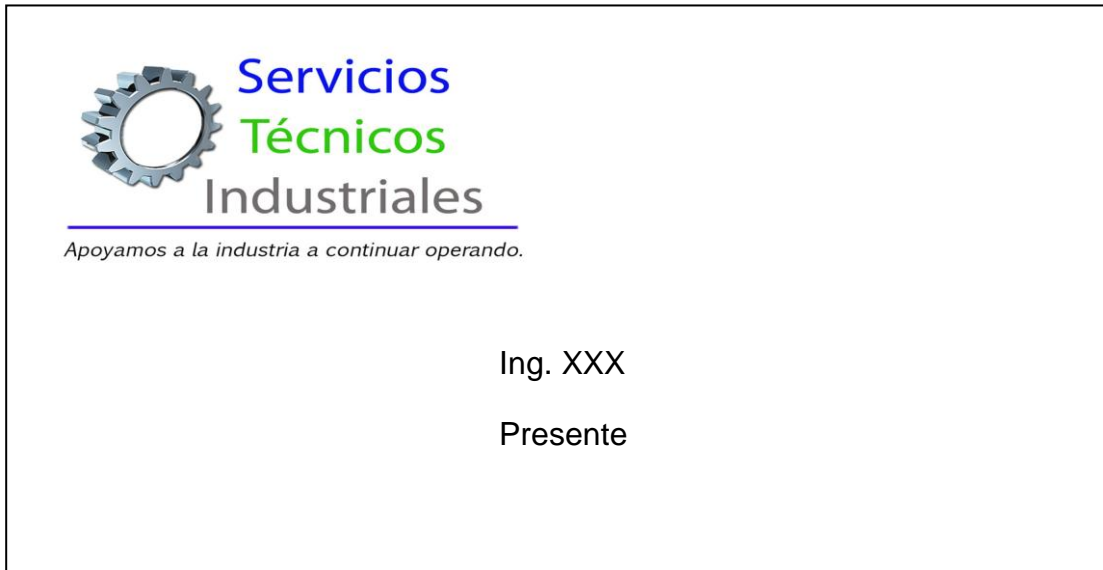 Servicios
Técnicos
Industriales
Apoyamos a la industria a continuar operando.
Ing. XXX
Presente